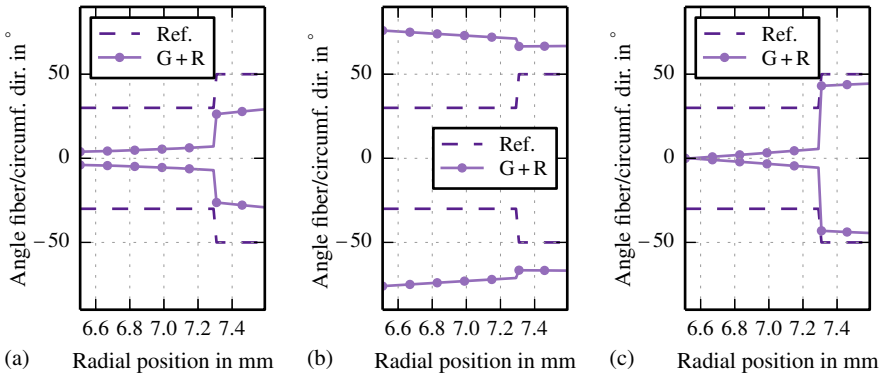 Angle fiber/circumf. dir. in °
50
0
−50
Ref.
G+R
6.6 6.8 7.0 7.2 7.4
(a) Radial position in mm
Angle fiber/circumf. dir. in °
50
0
−50
Ref.
G+R
6.6 6.8 7.0 7.2 7.4
(b) Radial position in mm
Angle fiber/circumf. dir. in °
50
0
−50
Ref.
G+R
6.6 6.8 7.0 7.2 7.4
(c) Radial position in mm